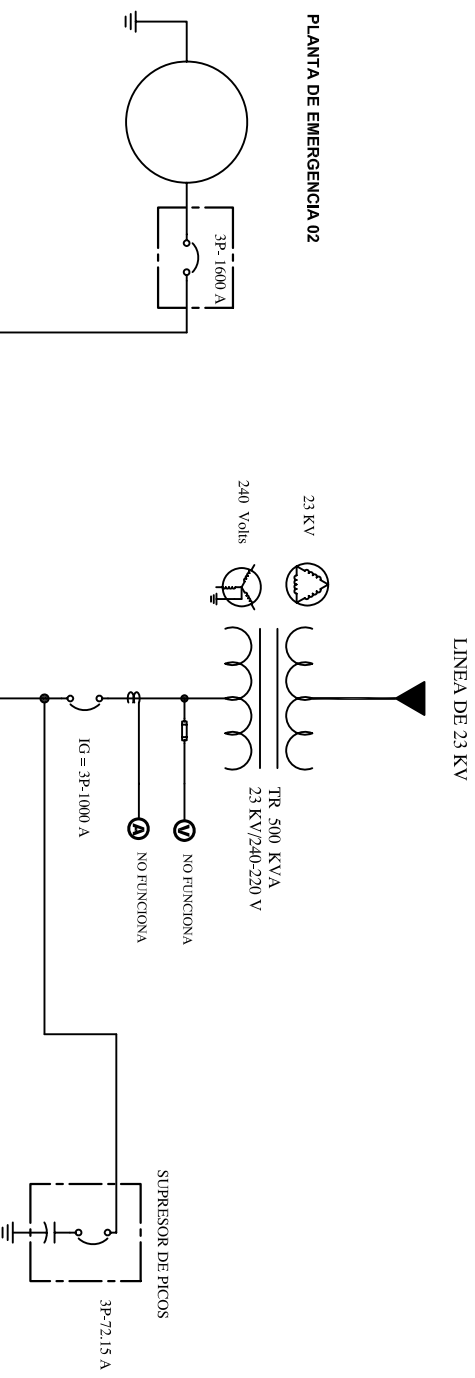 LINEA DE 23 KV
PLANTA DE EMERGENCIA 02
3P- 1600 A
23 KV
240 Volts
TR 500 KVA
23 KV/240-220 V
V
NO FUNCIONA
A
NO FUNCIONA
IG = 3P-1000 A
SUPRESOR DE PICOS
3P-72.15 A